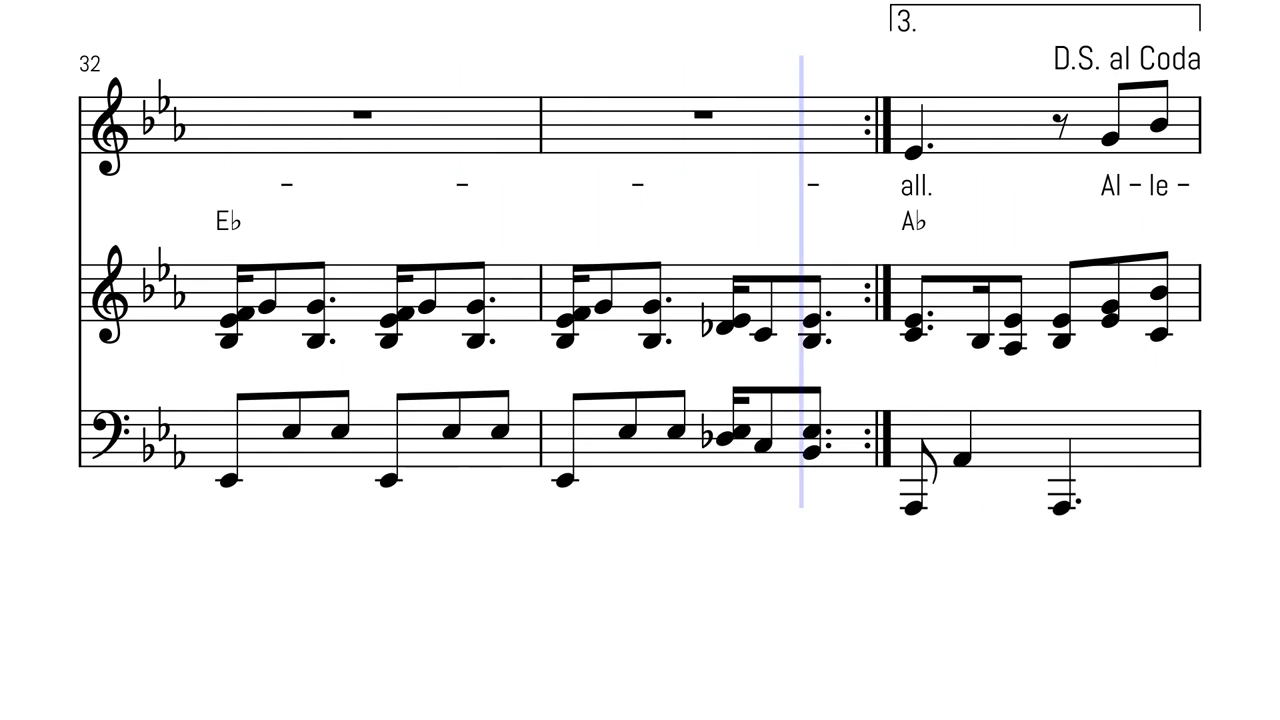 3.
D.S. al Coda
32
- - - - all. Al - le -
E♭ A♭